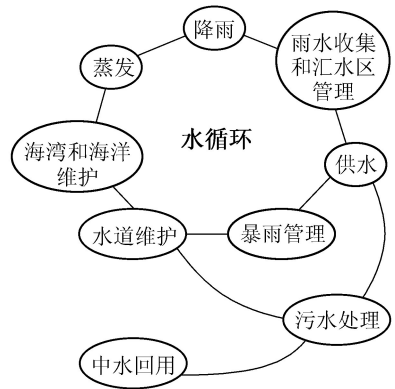 降雨
蒸发
雨水收集
和汇水区
管理
水循环
海湾和海洋
维护
供水
水道维护
暴雨管理
污水处理
中水回用